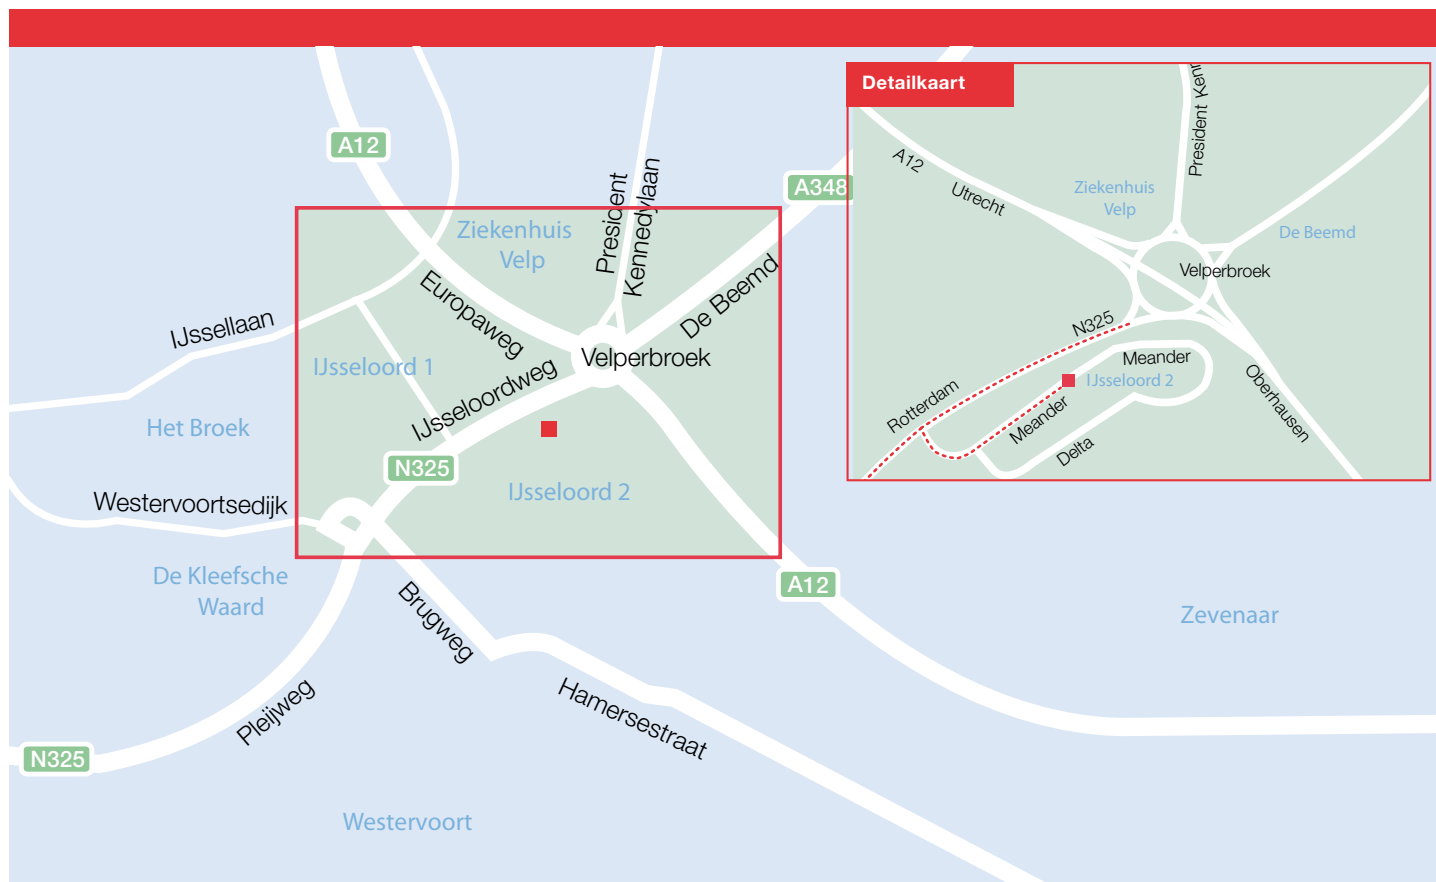 A12
A348
President
Kennedylaan
Ziekenhuis
Velp
Europaweg
De Beemd
IJssellaan
IJsseloord 1
Velperbroek
IJsseloordweg
Het Broek
N325
IJsseloord 2
Westervoortsedijk
De Kleefsche
Waard
Brugweg
A12
Zevenaar
Pleijweg
Hamersestraat
N325
Westervoort
Detailkaart
President Kenn
A12
Utrecht
Ziekenhuis
Velp
De Beemd
Velperbroek
N325
Meander
IJsseloord 2
Rotterdam
Meander
Delta
Oberhausen